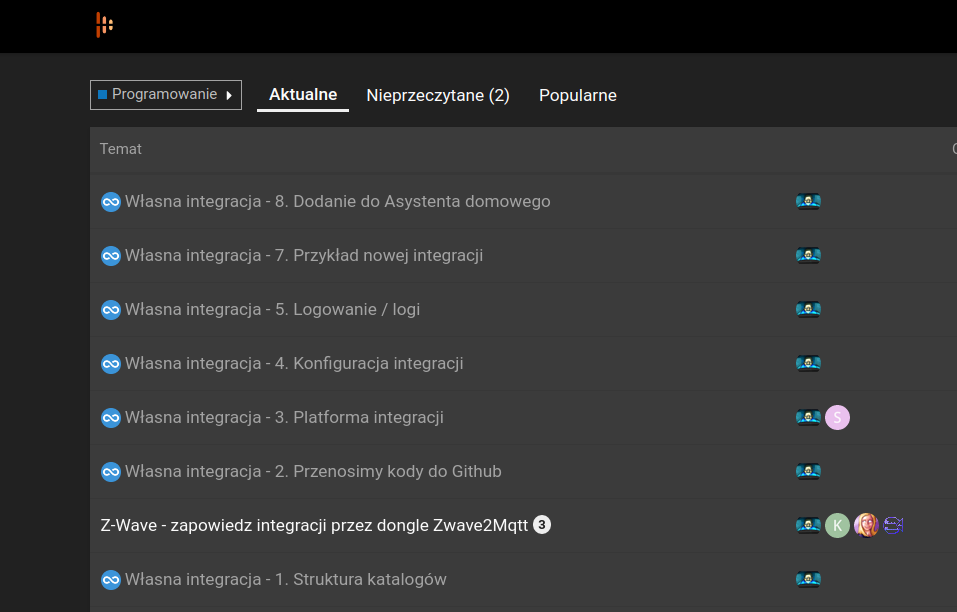 Programowanie Aktualne Nieprzeczytane (2) Popularne
Temat
Własna integracja - 8. Dodanie do Asystenta domowego
Własna integracja - 7. Przykład nowej integracji
Własna integracja - 5. Logowanie / logi
Własna integracja - 4. Konfiguracja integracji
Własna integracja - 3. Platforma integracji S
Własna integracja - 2. Przenosimy kody do Github
Z-Wave - zapowiedz integracji przez dongle Zwave2Mqtt 3 K
Własna integracja - 1. Struktura katalogów